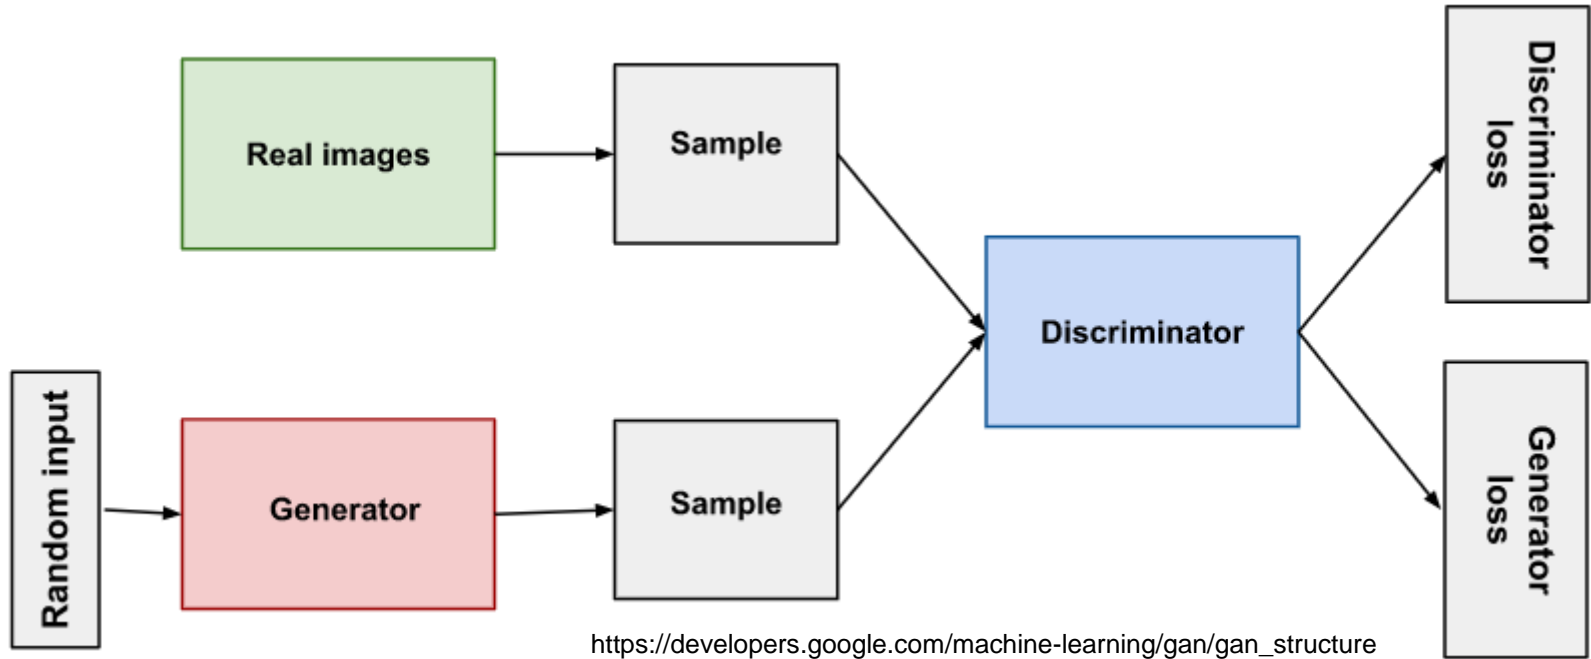 Real images
Sample
Discriminator
loss
Discriminator
Random input
Generator
Sample
Generator
loss
https://developers.google.com/machine-learning/gan/gan_structure